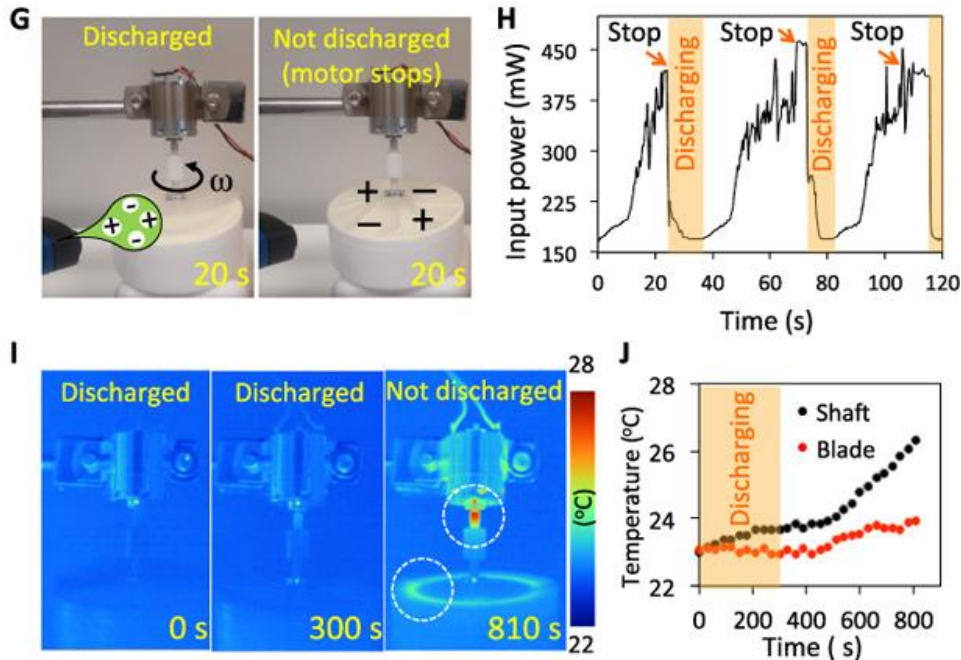 G
Discharged
ω
20 s
Not discharged
(motor stops)
+ −
− +
20 s
H
Input power (mW)
450
375
300
225
150
Stop
Stop
Stop
Discharging
Discharging
0 20 40 60 80 100 120
Time (s)
I
Discharged
0 s
Discharged
300 s
Not discharged
810 s
28
(°C)
22
J
Temperature (°C)
28
26
24
22
Discharging
Shaft
Blade
0 200 400 600 800
Time ( s)